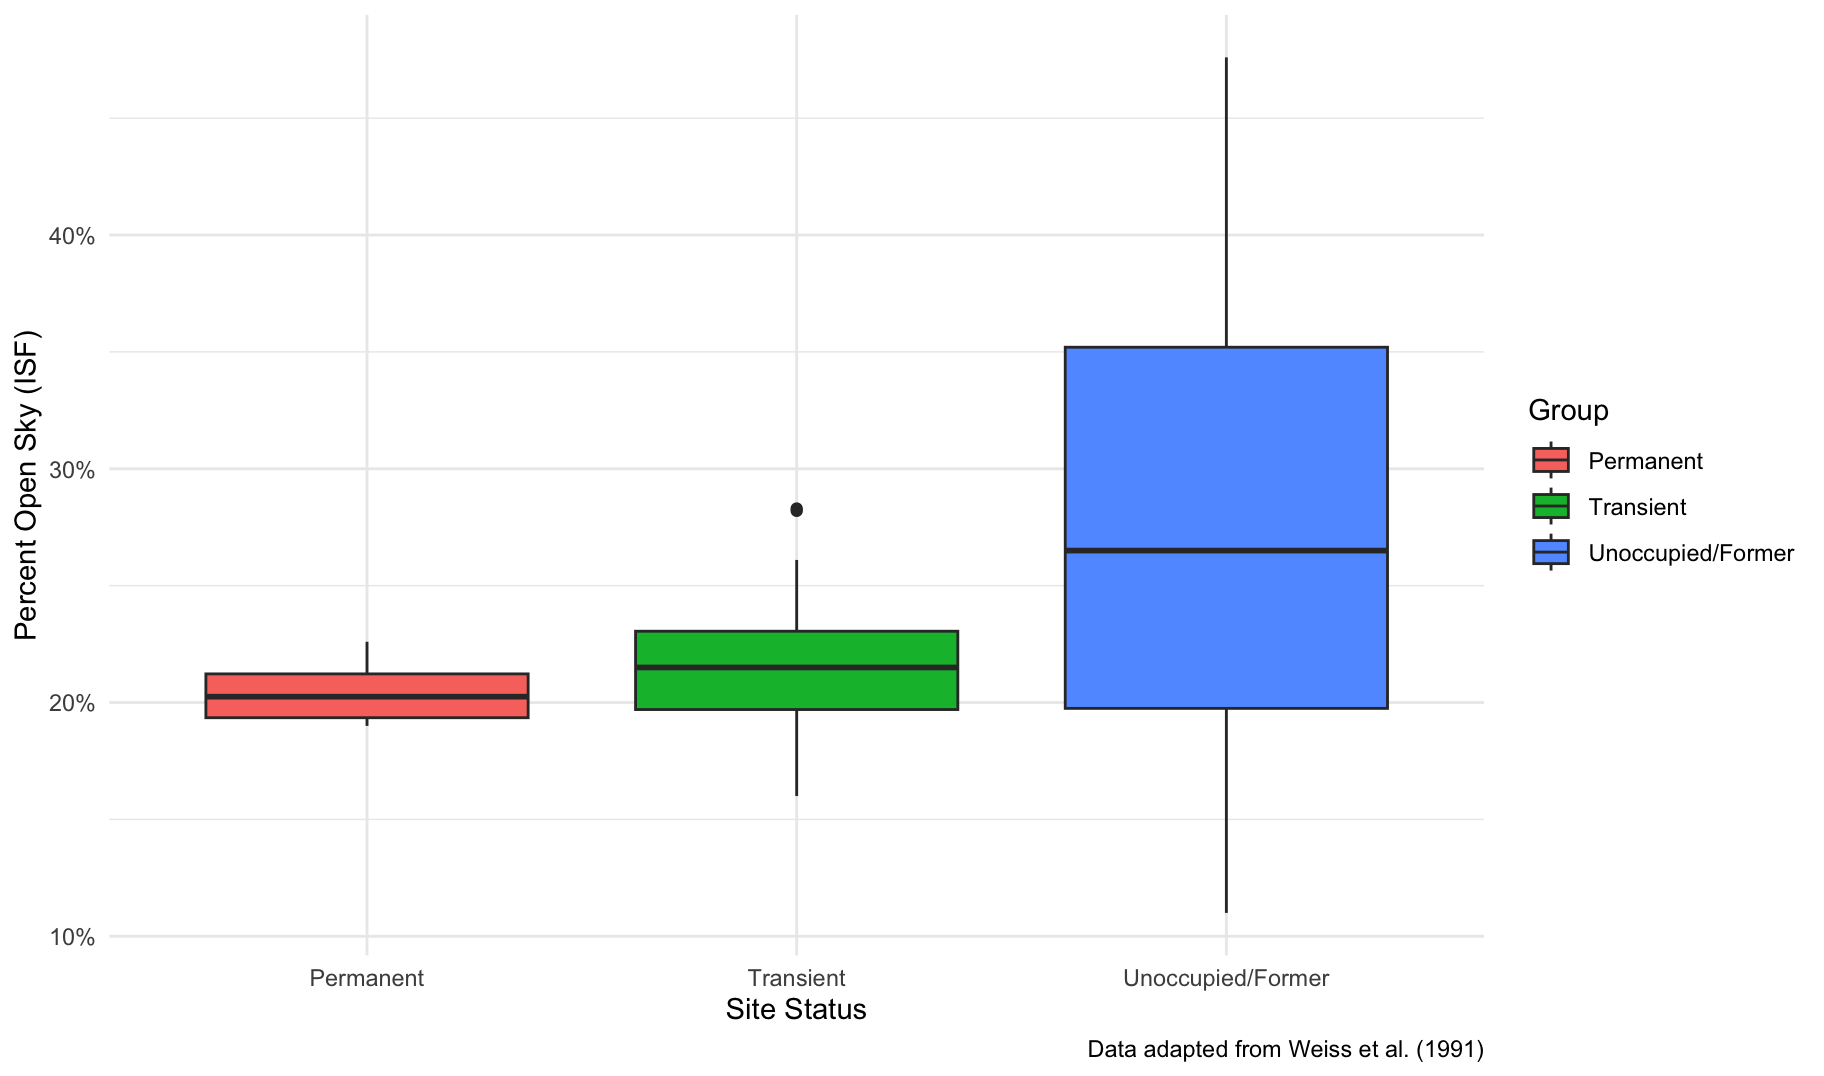 Percent Open Sky (ISF)
40%
30%
20%
10%
Permanent
Transient
Unoccupied/Former
Site Status
Group
Permanent
Transient
Unoccupied/Former
Data adapted from Weiss et al. (1991)